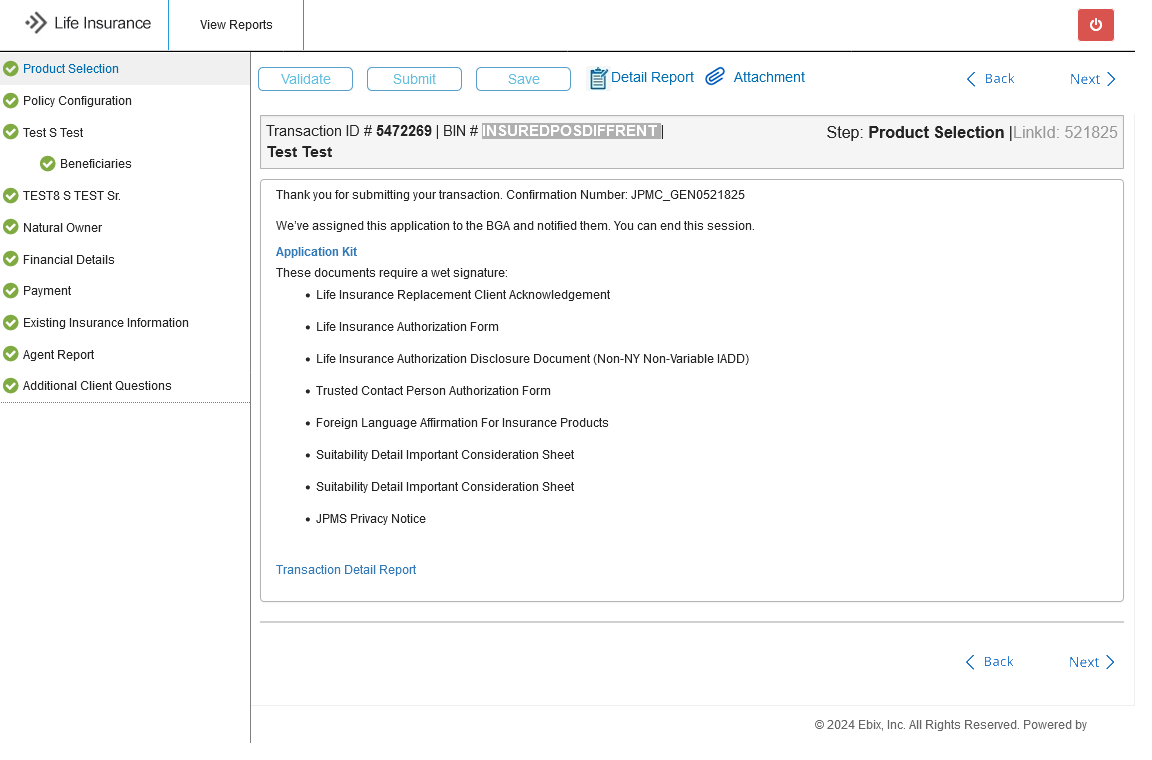 Life Insurance
View Reports
Product Selection
Policy Configuration
Test S Test
Beneficiaries
TEST8 S TEST Sr.
Natural Owner
Financial Details
Payment
Existing Insurance Information
Agent Report
Additional Client Questions
Validate Submit Save Detail Report Attachment Back Next
Transaction ID # 5472269 | BIN # INSUREDPOSDIFFRENT | Step: Product Selection |LinkId: 521825
Test Test
Thank you for submitting your transaction. Confirmation Number: JPMC_GEN0521825
We've assigned this application to the BGA and notified them. You can end this session.
Application Kit
These documents require a wet signature:
• Life Insurance Replacement Client Acknowledgement
• Life Insurance Authorization Form
• Life Insurance Authorization Disclosure Document (Non-NY Non-Variable IADD)
• Trusted Contact Person Authorization Form
• Foreign Language Affirmation For Insurance Products
• Suitability Detail Important Consideration Sheet
• Suitability Detail Important Consideration Sheet
• JPMS Privacy Notice
Transaction Detail Report
Back Next
© 2024 Ebix, Inc. All Rights Reserved. Powered by